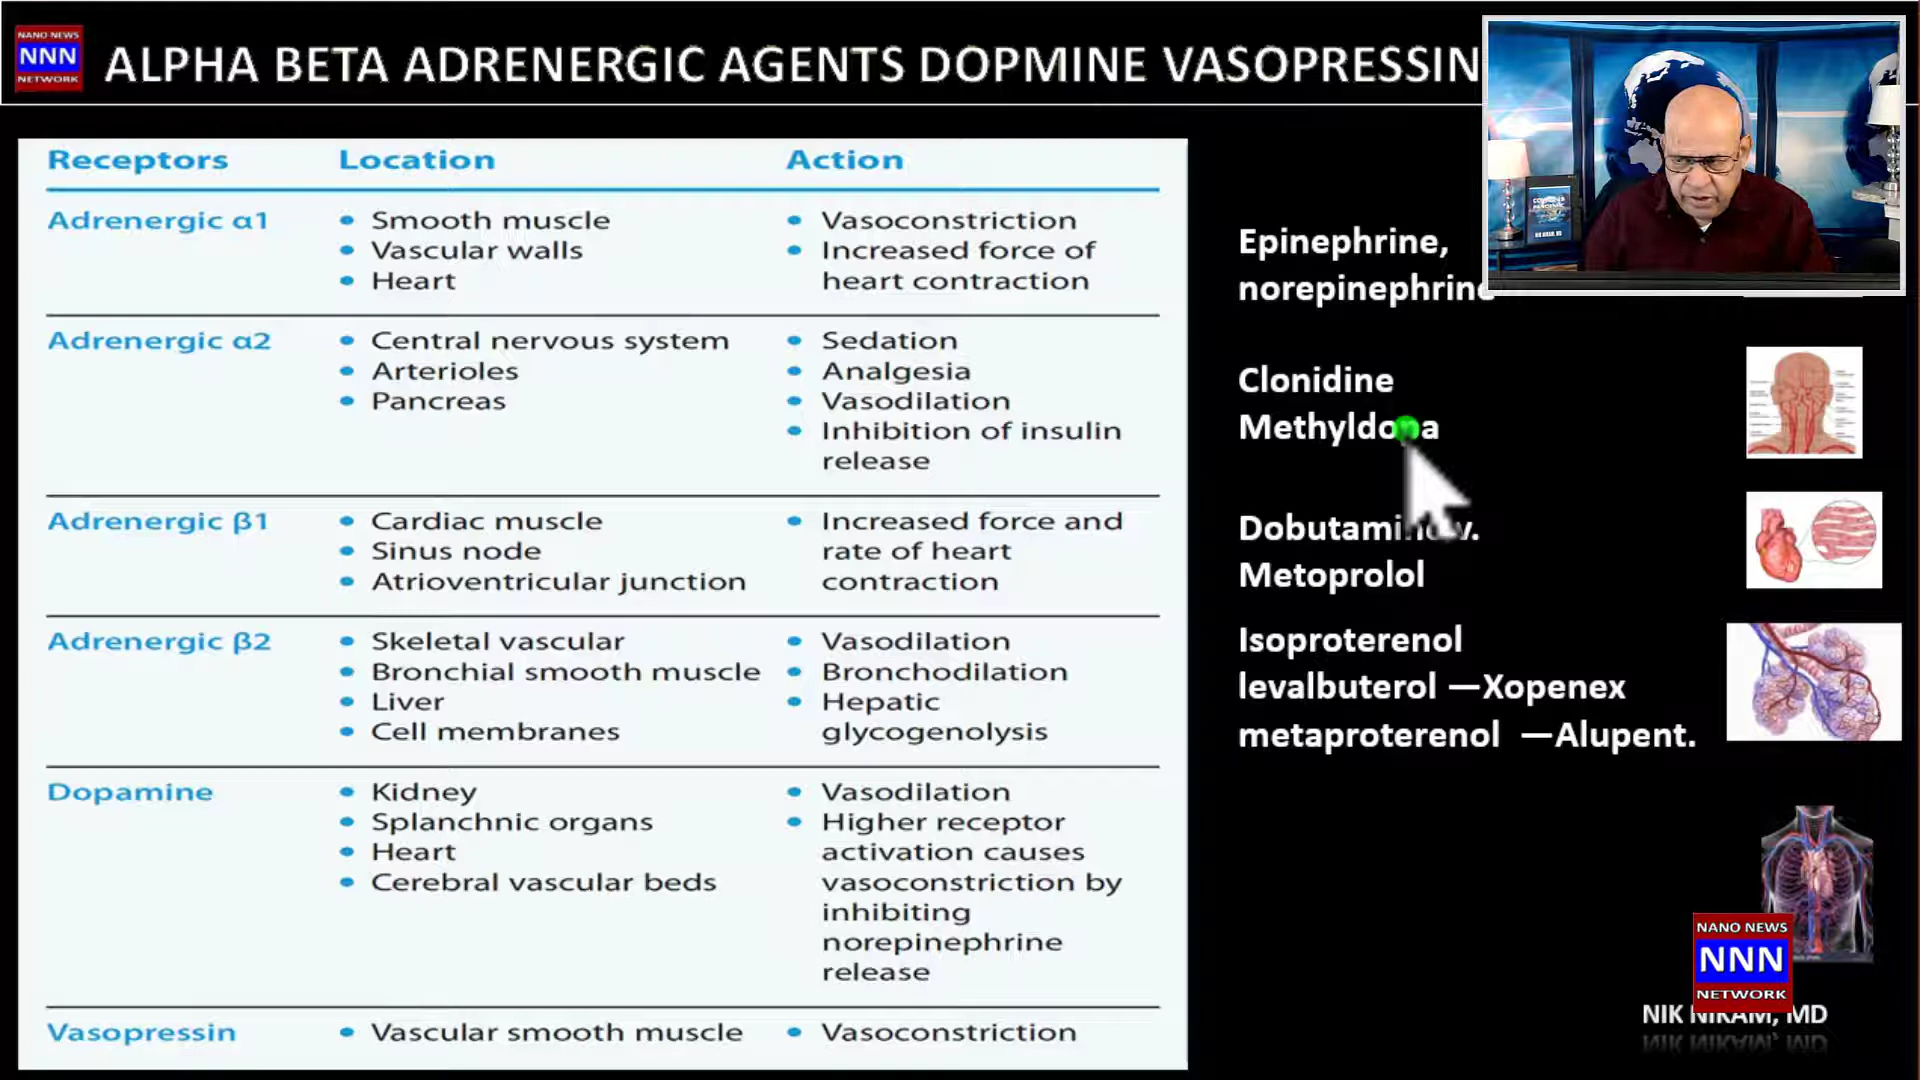 NANO NEWS
NNN
NETWORK
ALPHA BETA ADRENERGIC AGENTS DOPMINE VASOPRESSIN
Receptors Location Action
Adrenergic α1
• Smooth muscle
• Vascular walls
• Heart
• Vasoconstriction
• Increased force of
heart contraction
Adrenergic α2
• Central nervous system
• Arterioles
• Pancreas
• Sedation
• Analgesia
• Vasodilation
• Inhibition of insulin
release
Adrenergic β1
• Cardiac muscle
• Sinus node
• Atrioventricular junction
• Increased force and
rate of heart
contraction
Adrenergic β2
• Skeletal vascular
• Bronchial smooth muscle
• Liver
• Cell membranes
• Vasodilation
• Bronchodilation
• Hepatic
glycogenolysis
Dopamine
• Kidney
• Splanchnic organs
• Heart
• Cerebral vascular beds
• Vasodilation
• Higher receptor
activation causes
vasoconstriction by
inhibiting
norepinephrine
release
Vasopressin
• Vascular smooth muscle
• Vasoconstriction
Epinephrine,
norepinephrine
Clonidine
Methyldopa
Dobutamine v.
Metoprolol
Isoproterenol
levalbuterol —Xopenex
metaproterenol —Alupent.
NANO NEWS
NNN
NETWORK
NIK NIKAM, MD